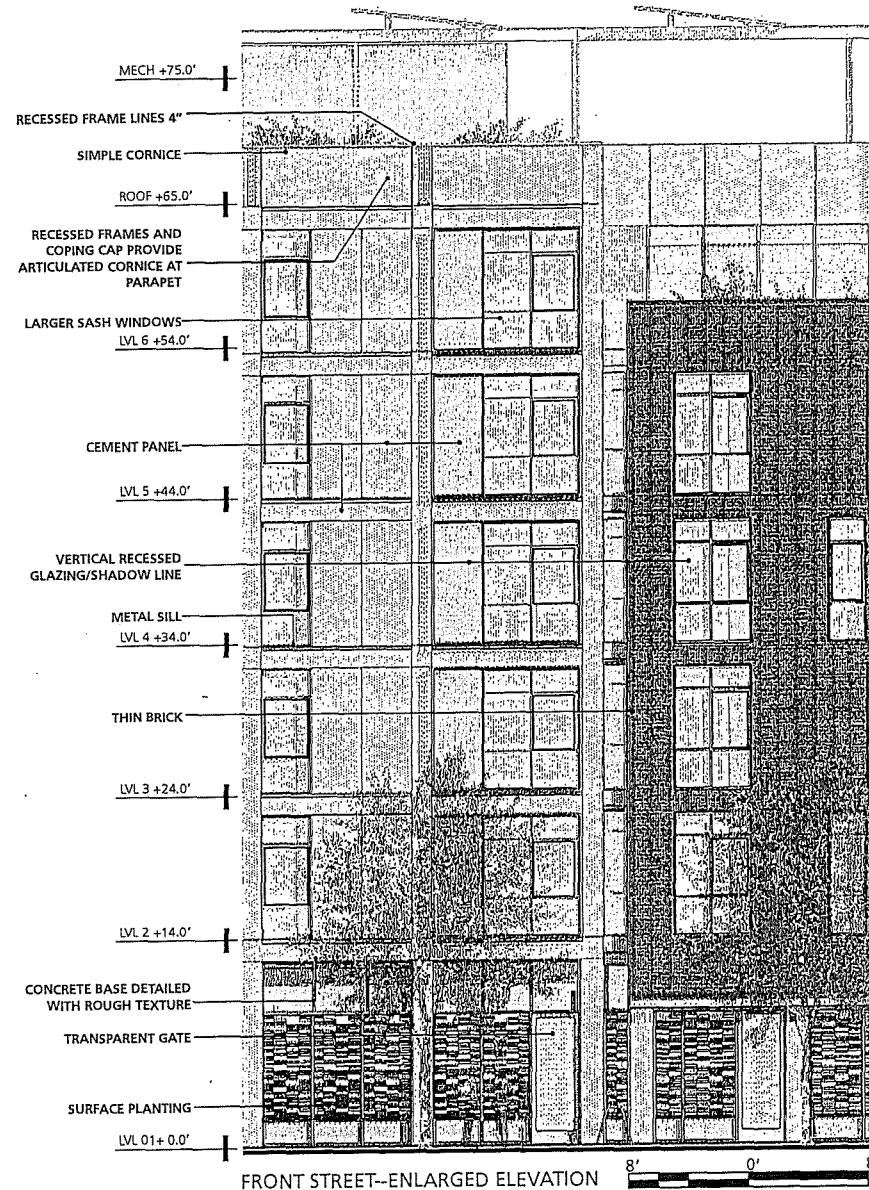 MECH +75.0'
RECESSED FRAME LINES 4"
SIMPLE CORNICE
ROOF +65.0'
RECESSED FRAMES AND
COPING CAP PROVIDE
ARTICULATED CORNICE AT
PARAPET
LARGER SASH WINDOWS
LVL 6 +54.0'
CEMENT PANEL
LVL 5 +44.0'
VERTICAL RECESSED
GLAZING/SHADOW LINE
METAL SILL
LVL 4 +34.0'
THIN BRICK
LVL 3 +24.0'
LVL 2 +14.0'
CONCRETE BASE DETAILED
WITH ROUGH TEXTURE
TRANSPARENT GATE
SURFACE PLANTING
LVL 01+ 0.0'
FRONT STREET--ENLARGED ELEVATION
8' 0' 8